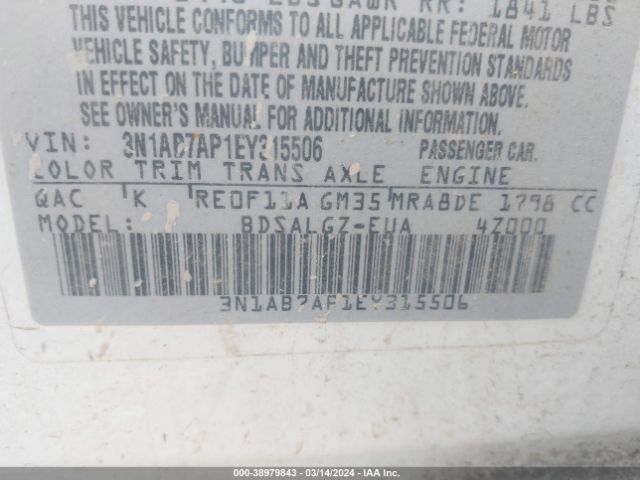 GAWR RR: 1841 LBS
THIS VEHICLE CONFORMS TO ALL APPLICABLE FEDERAL MOTOR
VEHICLE SAFETY, BUMPER AND THEFT PREVENTION STANDARDS
IN EFFECT ON THE DATE OF MANUFACTURE SHOWN ABOVE.
SEE OWNER'S MANUAL FOR ADDITIONAL INFORMATION.
VIN: 3N1AB7AP1EY315506 PASSENGER CAR.
COLOR TRIM TRANS AXLE ENGINE
QAC K RE0F11A GM35 MRA8DE 1798 CC
MODEL: BDSALGZ-EUA 4Z000
3N1AB7AP1EY315506
000-38979843 / 03/14/2024 - IAA, Inc.